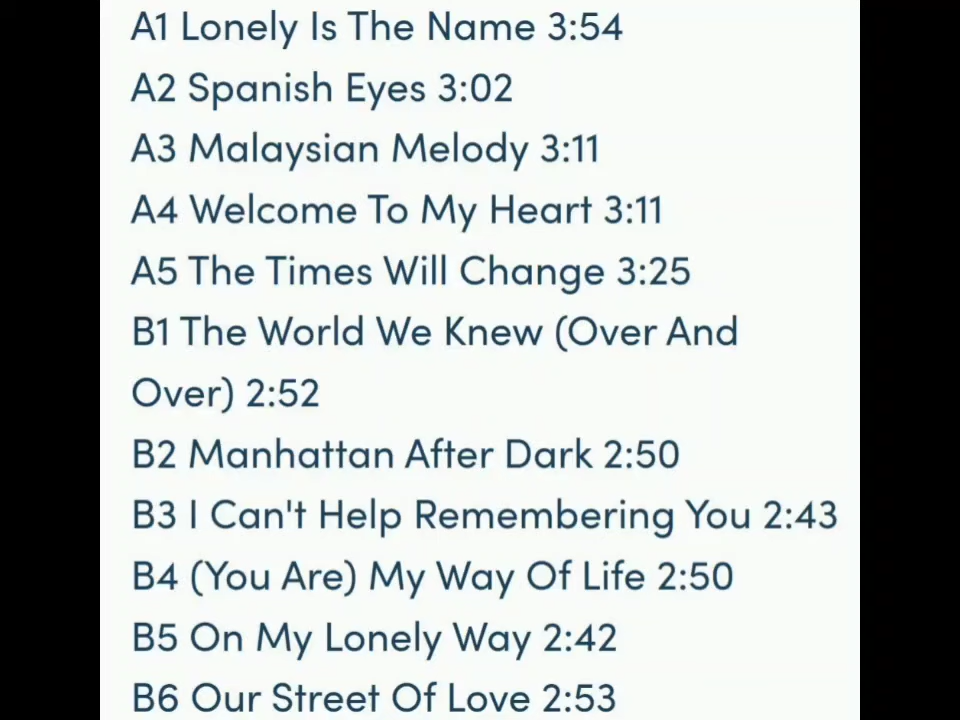 A1 Lonely Is The Name 3:54
A2 Spanish Eyes 3:02
A3 Malaysian Melody 3:11
A4 Welcome To My Heart 3:11
A5 The Times Will Change 3:25
B1 The World We Knew (Over And
Over) 2:52
B2 Manhattan After Dark 2:50
B3 I Can't Help Remembering You 2:43
B4 (You Are) My Way Of Life 2:50
B5 On My Lonely Way 2:42
B6 Our Street Of Love 2:53